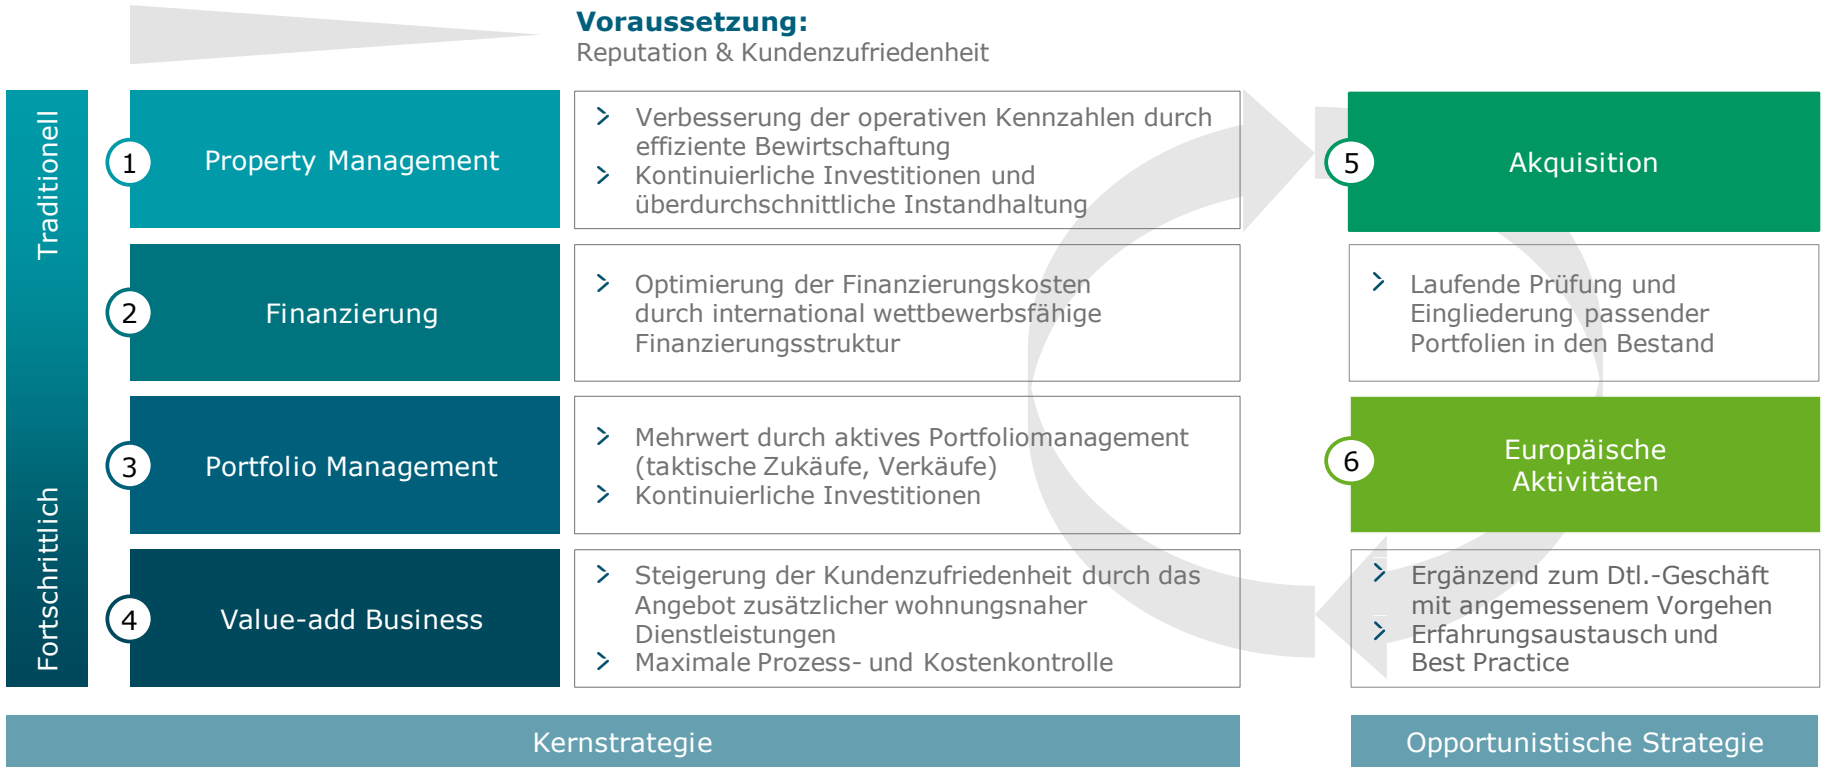 Voraussetzung:
Reputation & Kundenzufriedenheit
Traditionell
Fortschrittlich
1
Property Management
Verbesserung der operativen Kennzahlen durch
effiziente Bewirtschaftung
Kontinuierliche Investitionen und
überdurchschnittliche Instandhaltung
2
Finanzierung
Optimierung der Finanzierungskosten
durch international wettbewerbsfähige
Finanzierungsstruktur
3
Portfolio Management
Mehrwert durch aktives Portfoliomanagement
(taktische Zukäufe, Verkäufe)
Kontinuierliche Investitionen
4
Value-add Business
Steigerung der Kundenzufriedenheit durch das
Angebot zusätzlicher wohnungsnaher
Dienstleistungen
Maximale Prozess- und Kostenkontrolle
Kernstrategie
5
Akquisition
Laufende Prüfung und
Eingliederung passender
Portfolien in den Bestand
6
Europäische
Aktivitäten
Ergänzend zum Dtl.-Geschäft
mit angemessenem Vorgehen
Erfahrungsaustausch und
Best Practice
Opportunistische Strategie